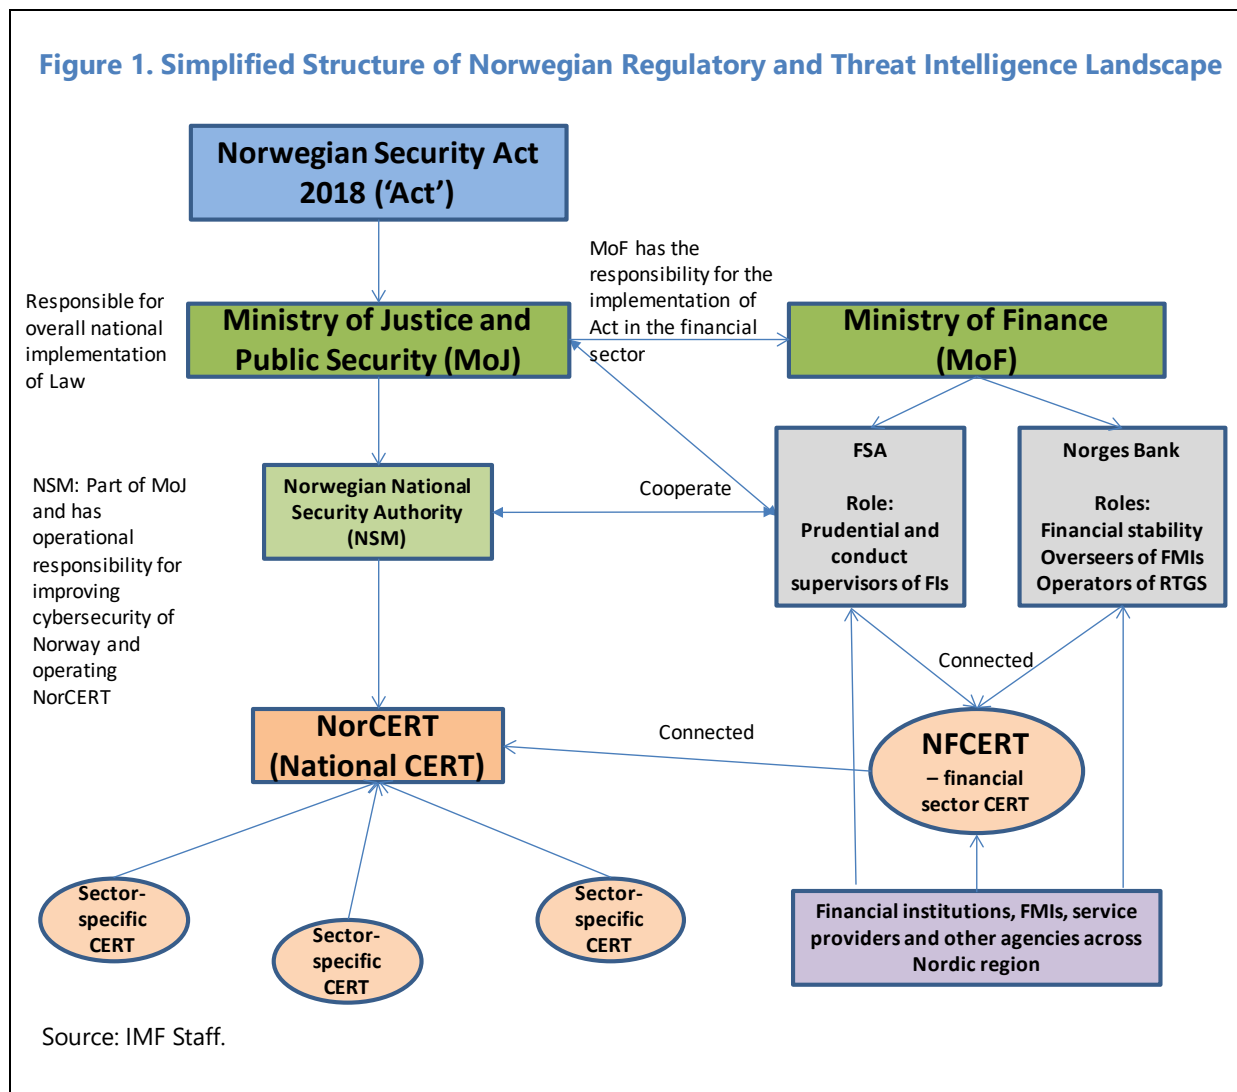 Figure 1. Simplified Structure of Norwegian Regulatory and Threat Intelligence Landscape
Norwegian Security Act
2018 (‘Act’)
MoF has the
responsibility for the
implementation of
Act in the financial
sector
Responsible for
overall national
implementation
of Law
Ministry of Justice and
Public Security (MoJ)
Ministry of Finance
(MoF)
NSM: Part of MoJ
and has
operational
responsibility for
improving
cybersecurity of
Norway and
operating
NorCERT
Norwegian National
Security Authority
(NSM)
Cooperate
FSA
Role:
Prudential and
conduct
supervisors of FIs
Norges Bank
Roles:
Financial stability
Overseers of FMIs
Operators of RTGS
Connected
NorCERT
(National CERT)
Connected
NFCERT
– financial
sector CERT
Sector-
specific
CERT
Sector-
specific
CERT
Sector-
specific
CERT
Financial institutions, FMIs, service
providers and other agencies across
Nordic region
Source: IMF Staff.